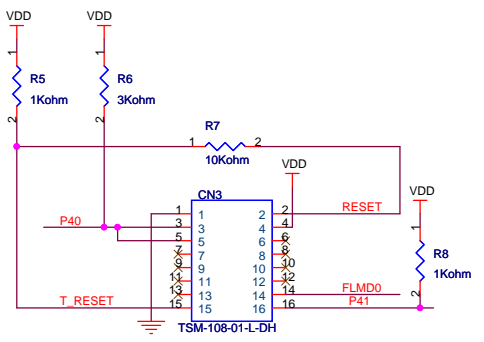 VDD VDD
1 1
R5 R6
1Kohm 3Kohm
2 2
R7
1 2
10Kohm
VDD
CN3
VDD
1 1 2 2 RESET
P40 3 3 4 4
1
5 5 6 6
7 7 8 8
R8
9 9 10 10
1Kohm
11 11 12 12
2
13 13 14 14 FLMD0
T_RESET 15 15 16 16 P41
TSM-108-01-L-DH